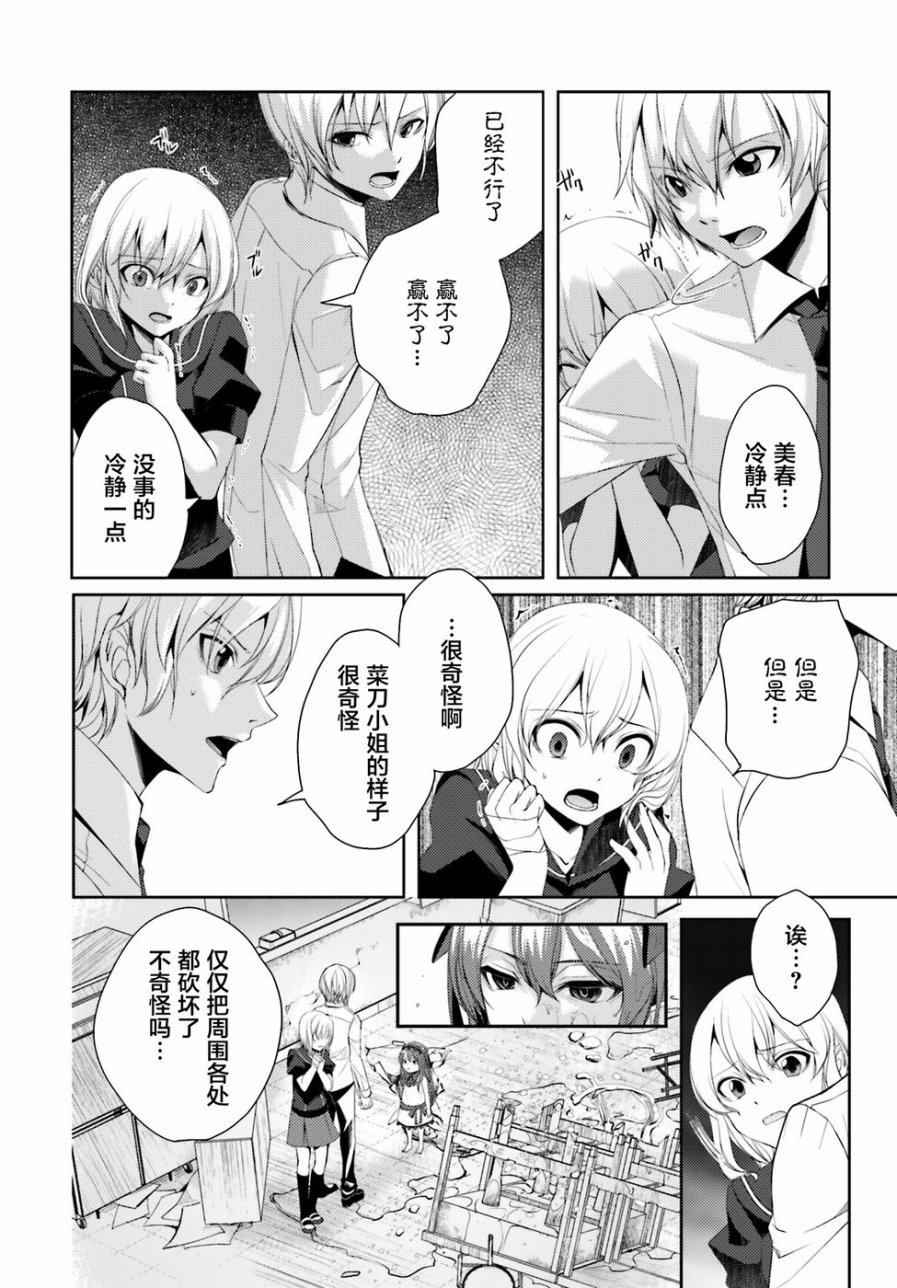 美春…
冷静点
已经不行了
赢不了
赢不了…
没事的
冷静一点
但是
但是…
…很奇怪啊
菜刀小姐的样子
很奇怪
诶…？
仅仅把周围各处
都砍坏了
不奇怪吗…